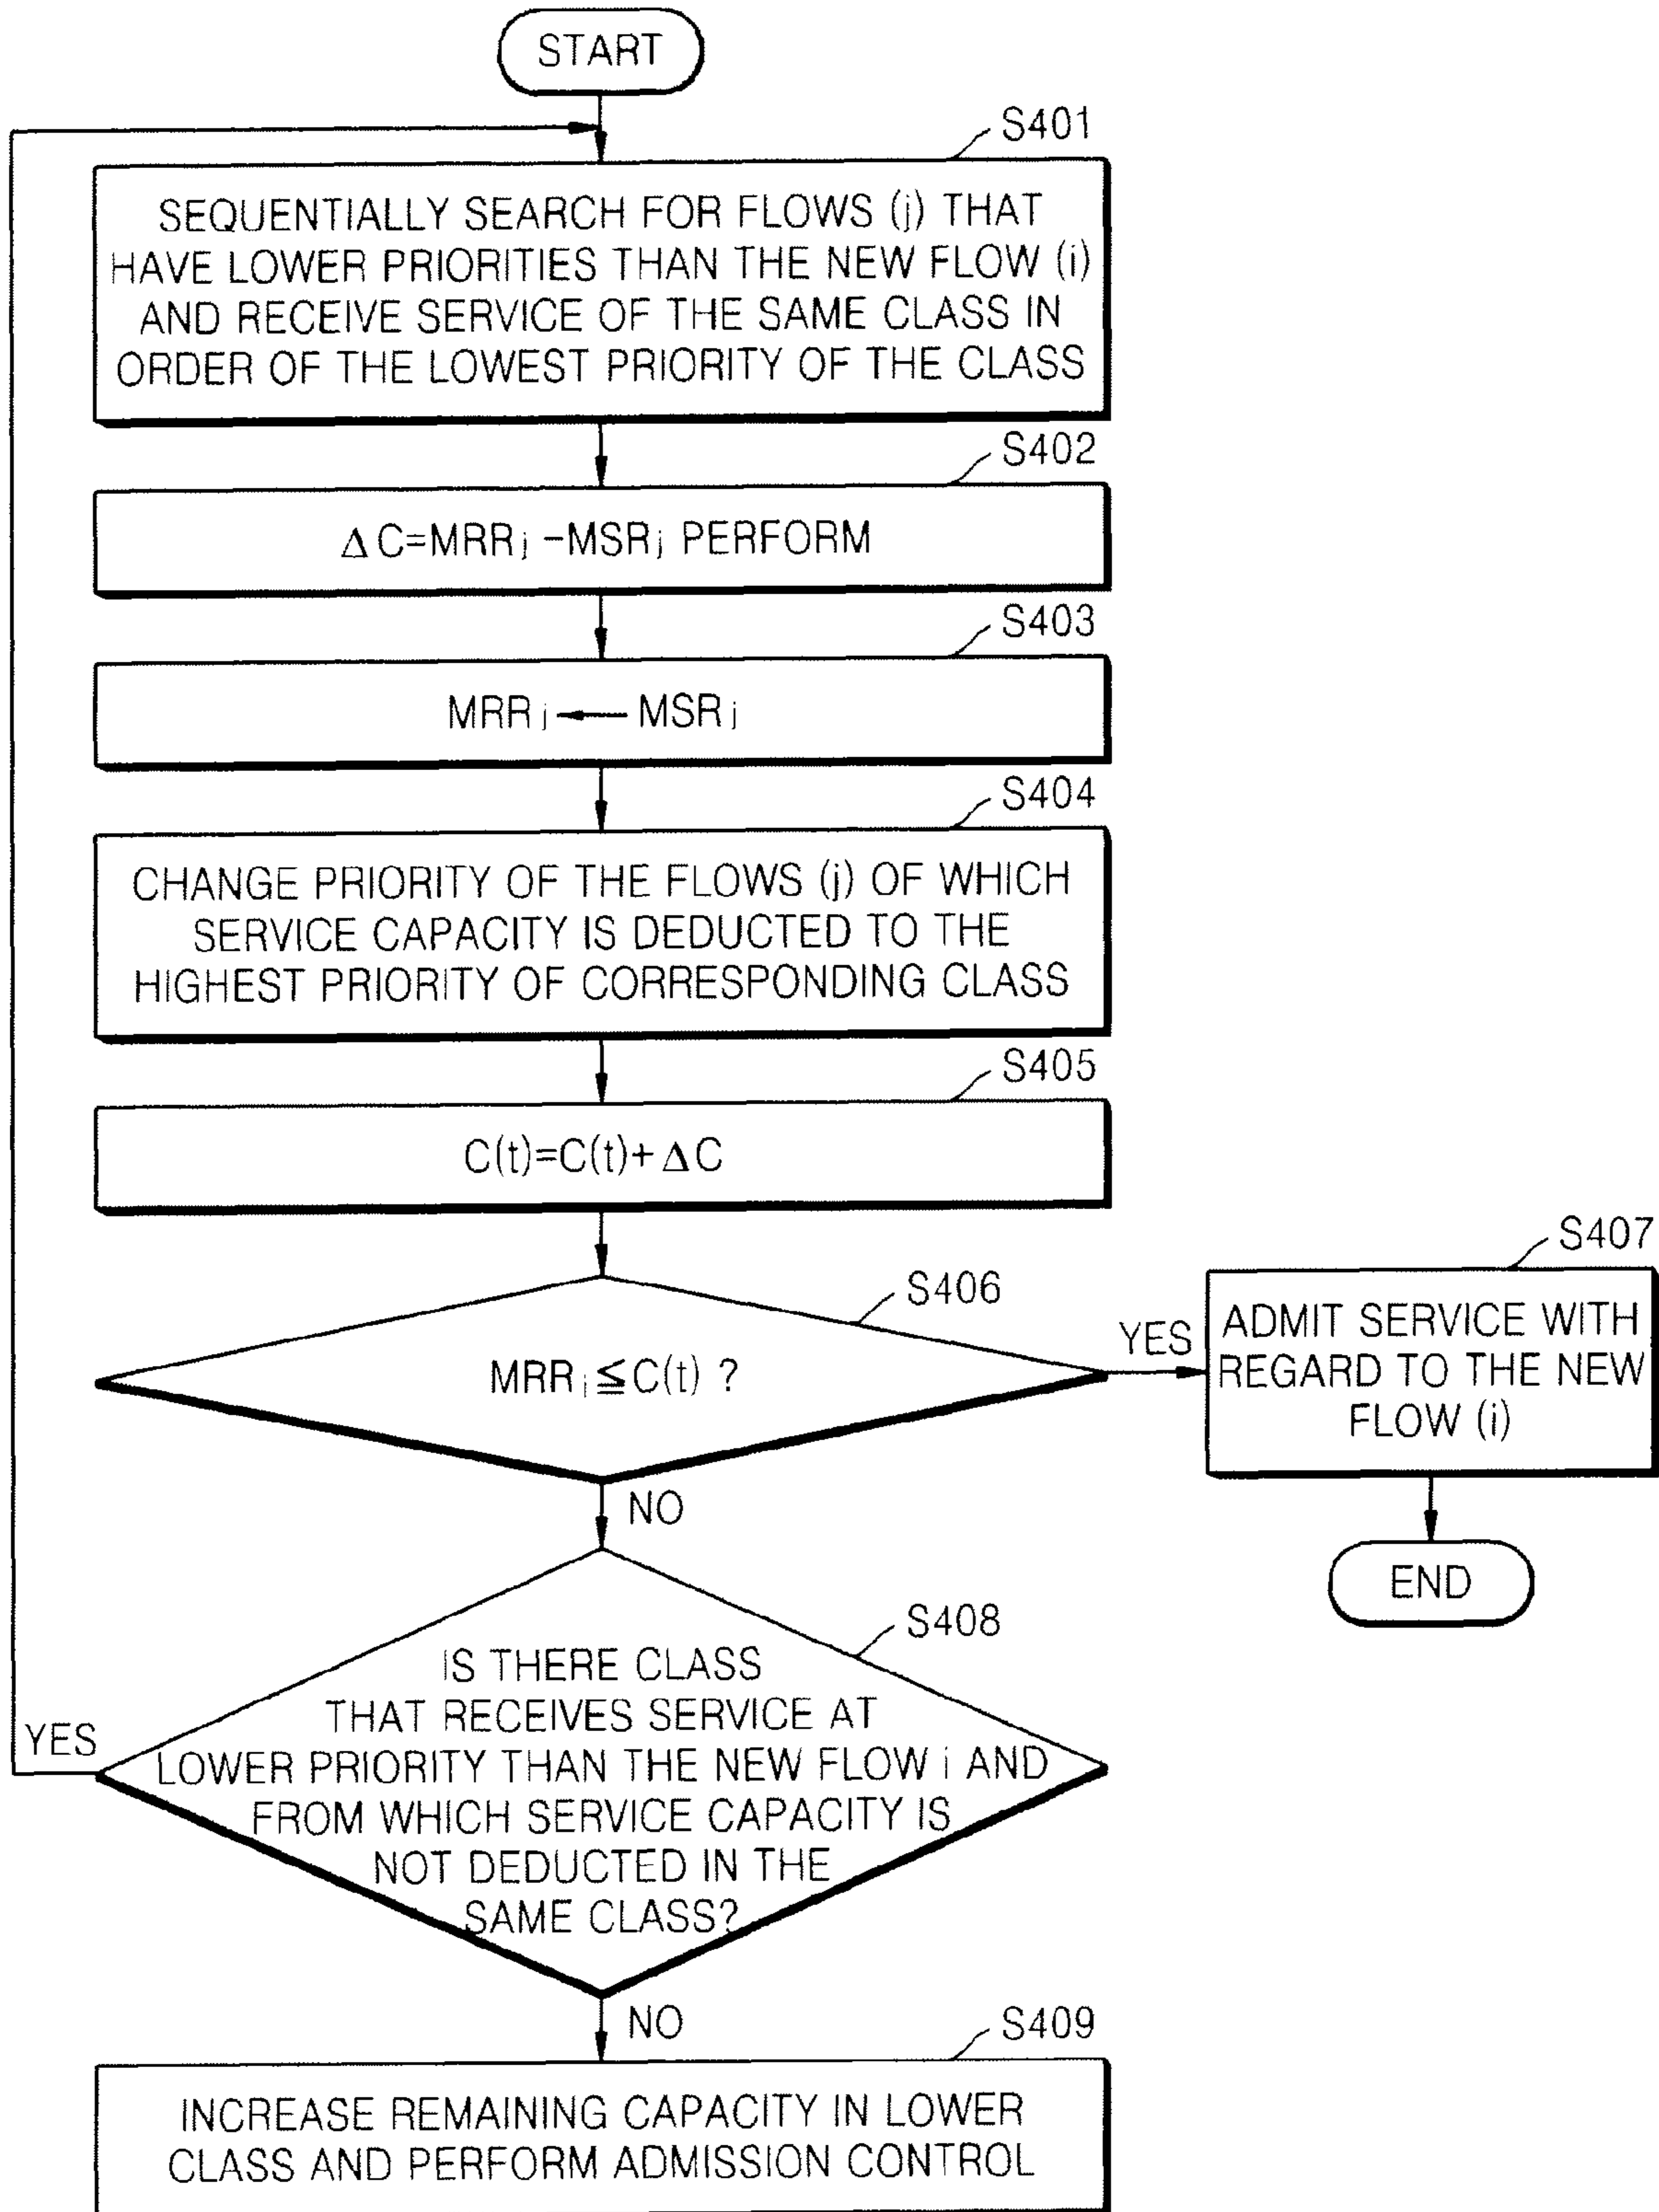 START
S401
SEQUENTIALLY SEARCH FOR FLOWS (j) THAT
HAVE LOWER PRIORITIES THAN THE NEW FLOW (i)
AND RECEIVE SERVICE OF THE SAME CLASS IN
ORDER OF THE LOWEST PRIORITY OF THE CLASS
S402
ΔC=MRRj -MSRj PERFORM
S403
MRRj ← MSRj
S404
CHANGE PRIORITY OF THE FLOWS (j) OF WHICH
SERVICE CAPACITY IS DEDUCTED TO THE
HIGHEST PRIORITY OF CORRESPONDING CLASS
S405
C(t)=C(t)+ΔC
S406
MRRi ≦ C(t) ?
YES
S407
ADMIT SERVICE WITH
REGARD TO THE NEW
FLOW (i)
END
NO
S408
IS THERE CLASS
THAT RECEIVES SERVICE AT
LOWER PRIORITY THAN THE NEW FLOW i AND
FROM WHICH SERVICE CAPACITY IS
NOT DEDUCTED IN THE
SAME CLASS?
YES
NO
S409
INCREASE REMAINING CAPACITY IN LOWER
CLASS AND PERFORM ADMISSION CONTROL